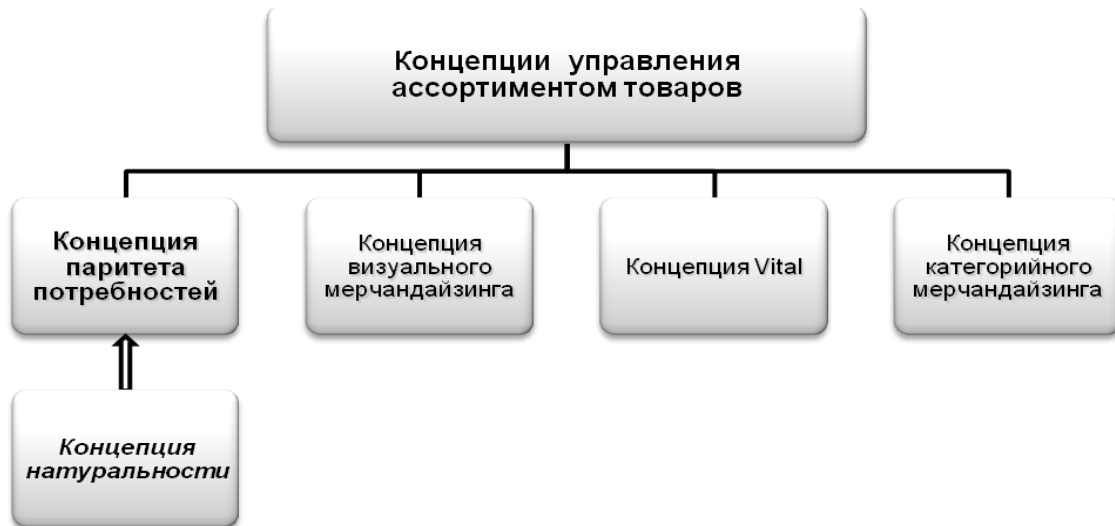 Концепции управления
ассортиментом товаров
Концепция
паритета
потребностей
Концепция
визуального
мерчандайзинга
Концепция Vital
Концепция
категорийного
мерчандайзинга
Концепция
натуральности